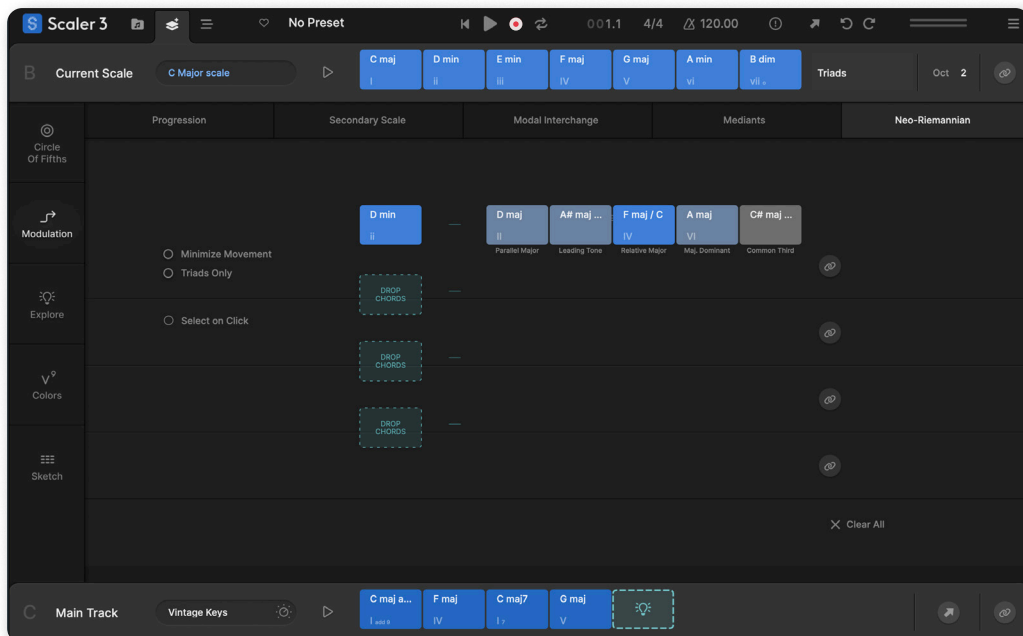 S Scaler 3
No Preset
001.1
4/4
120.00
B
Current Scale
C Major scale
C maj
I
D min
ii
E min
iii
F maj
IV
G maj
V
A min
vi
B dim
vii o
Triads
Oct 2
Circle
Of Fifths
Modulation
Explore
Colors
Sketch
Progression
Secondary Scale
Modal Interchange
Mediants
Neo-Riemannian
Minimize Movement
Triads Only
Select on Click
D min
ii
D maj
II
Parallel Major
A# maj ...
Leading Tone
F maj / C
IV
Relative Major
A maj
VI
Maj. Dominant
C# maj ...
Common Third
DROP
CHORDS
DROP
CHORDS
DROP
CHORDS
Clear All
C
Main Track
Vintage Keys
C maj a...
I add 9
F maj
IV
C maj7
I 7
G maj
V